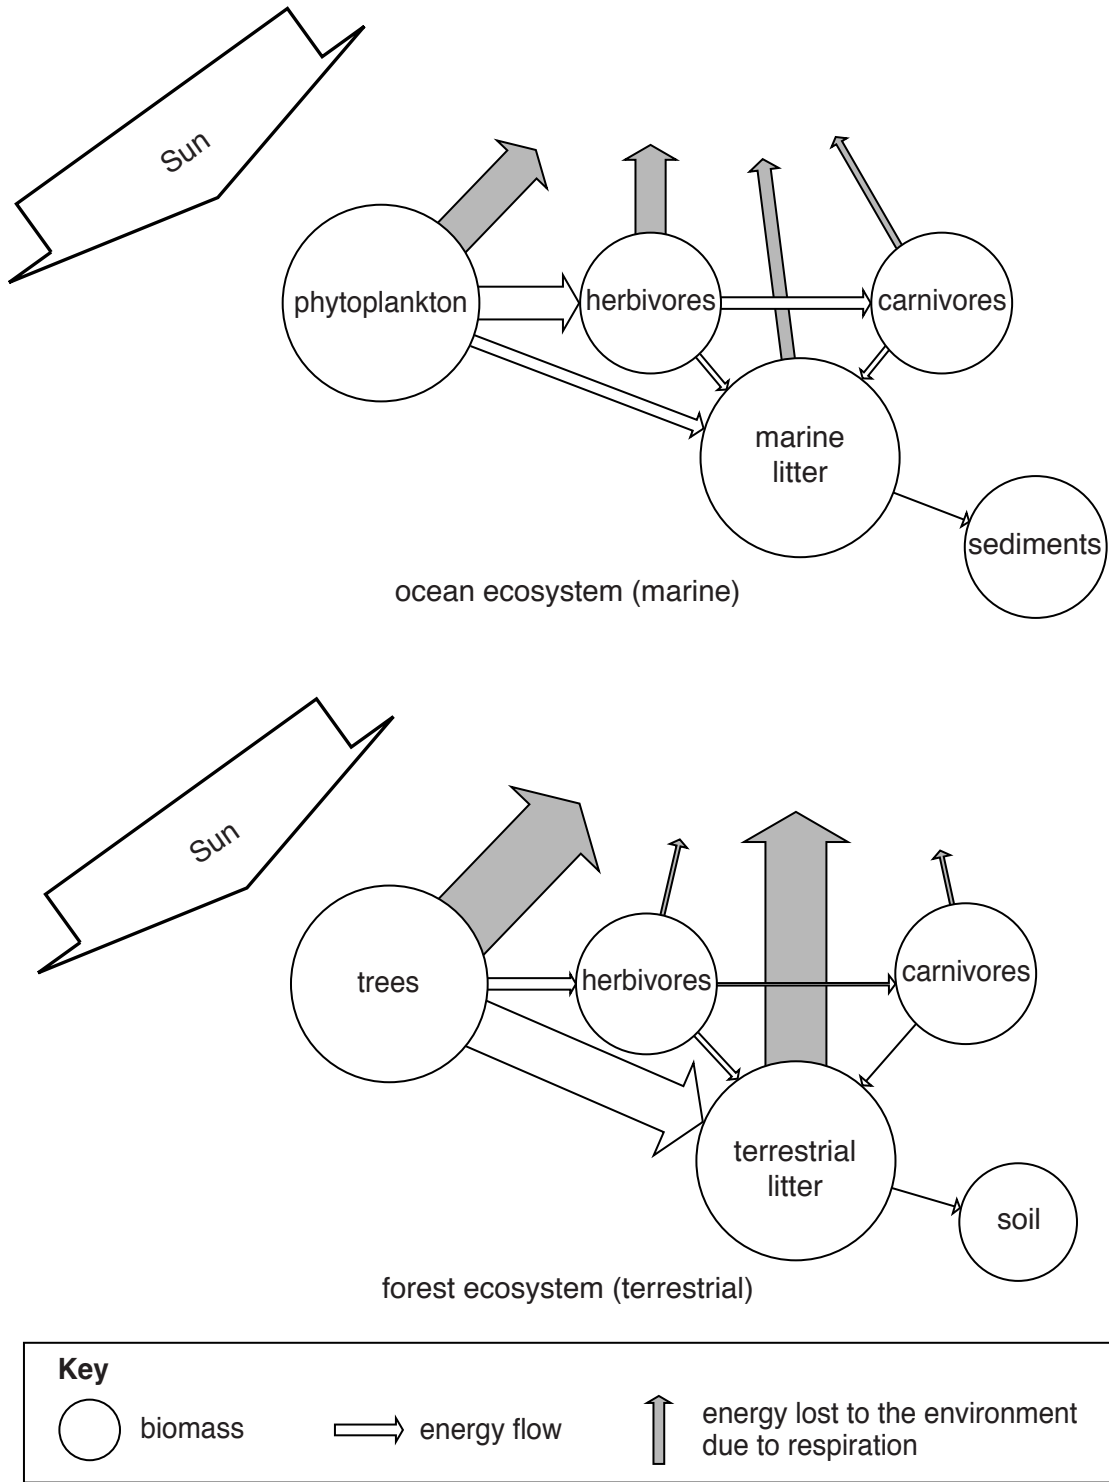 Sun
phytoplankton
herbivores
carnivores
marine
litter
sediments
ocean ecosystem (marine)
Sun
trees
herbivores
carnivores
terrestrial
litter
soil
forest ecosystem (terrestrial)
Key
biomass
energy flow
energy lost to the environment
due to respiration